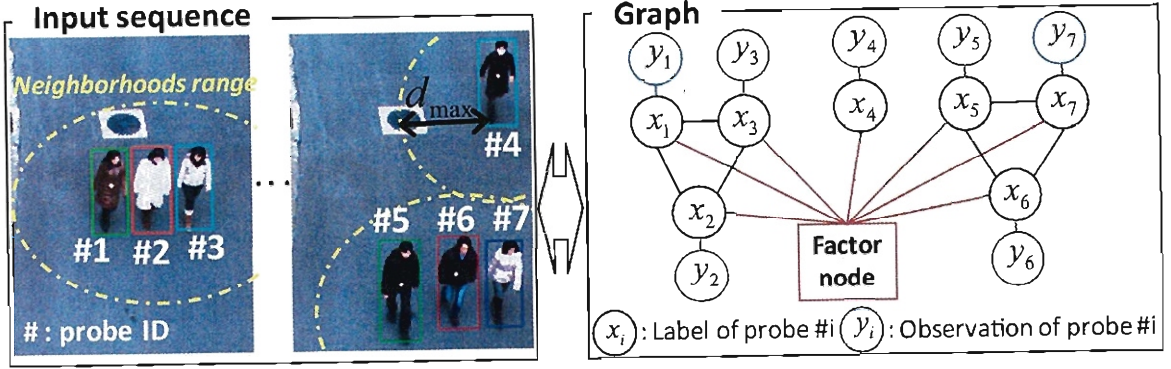 Input sequence
Neighborhoods range
d max
#4
#1 #2 #3
...
#5 #6 #7
# : probe ID
Graph
y1 y3 y4 y5 y7
x1 x3 x4 x5 x7
x2 x6
Factor
node
y2 y6
xi : Label of probe #i yi : Observation of probe #i